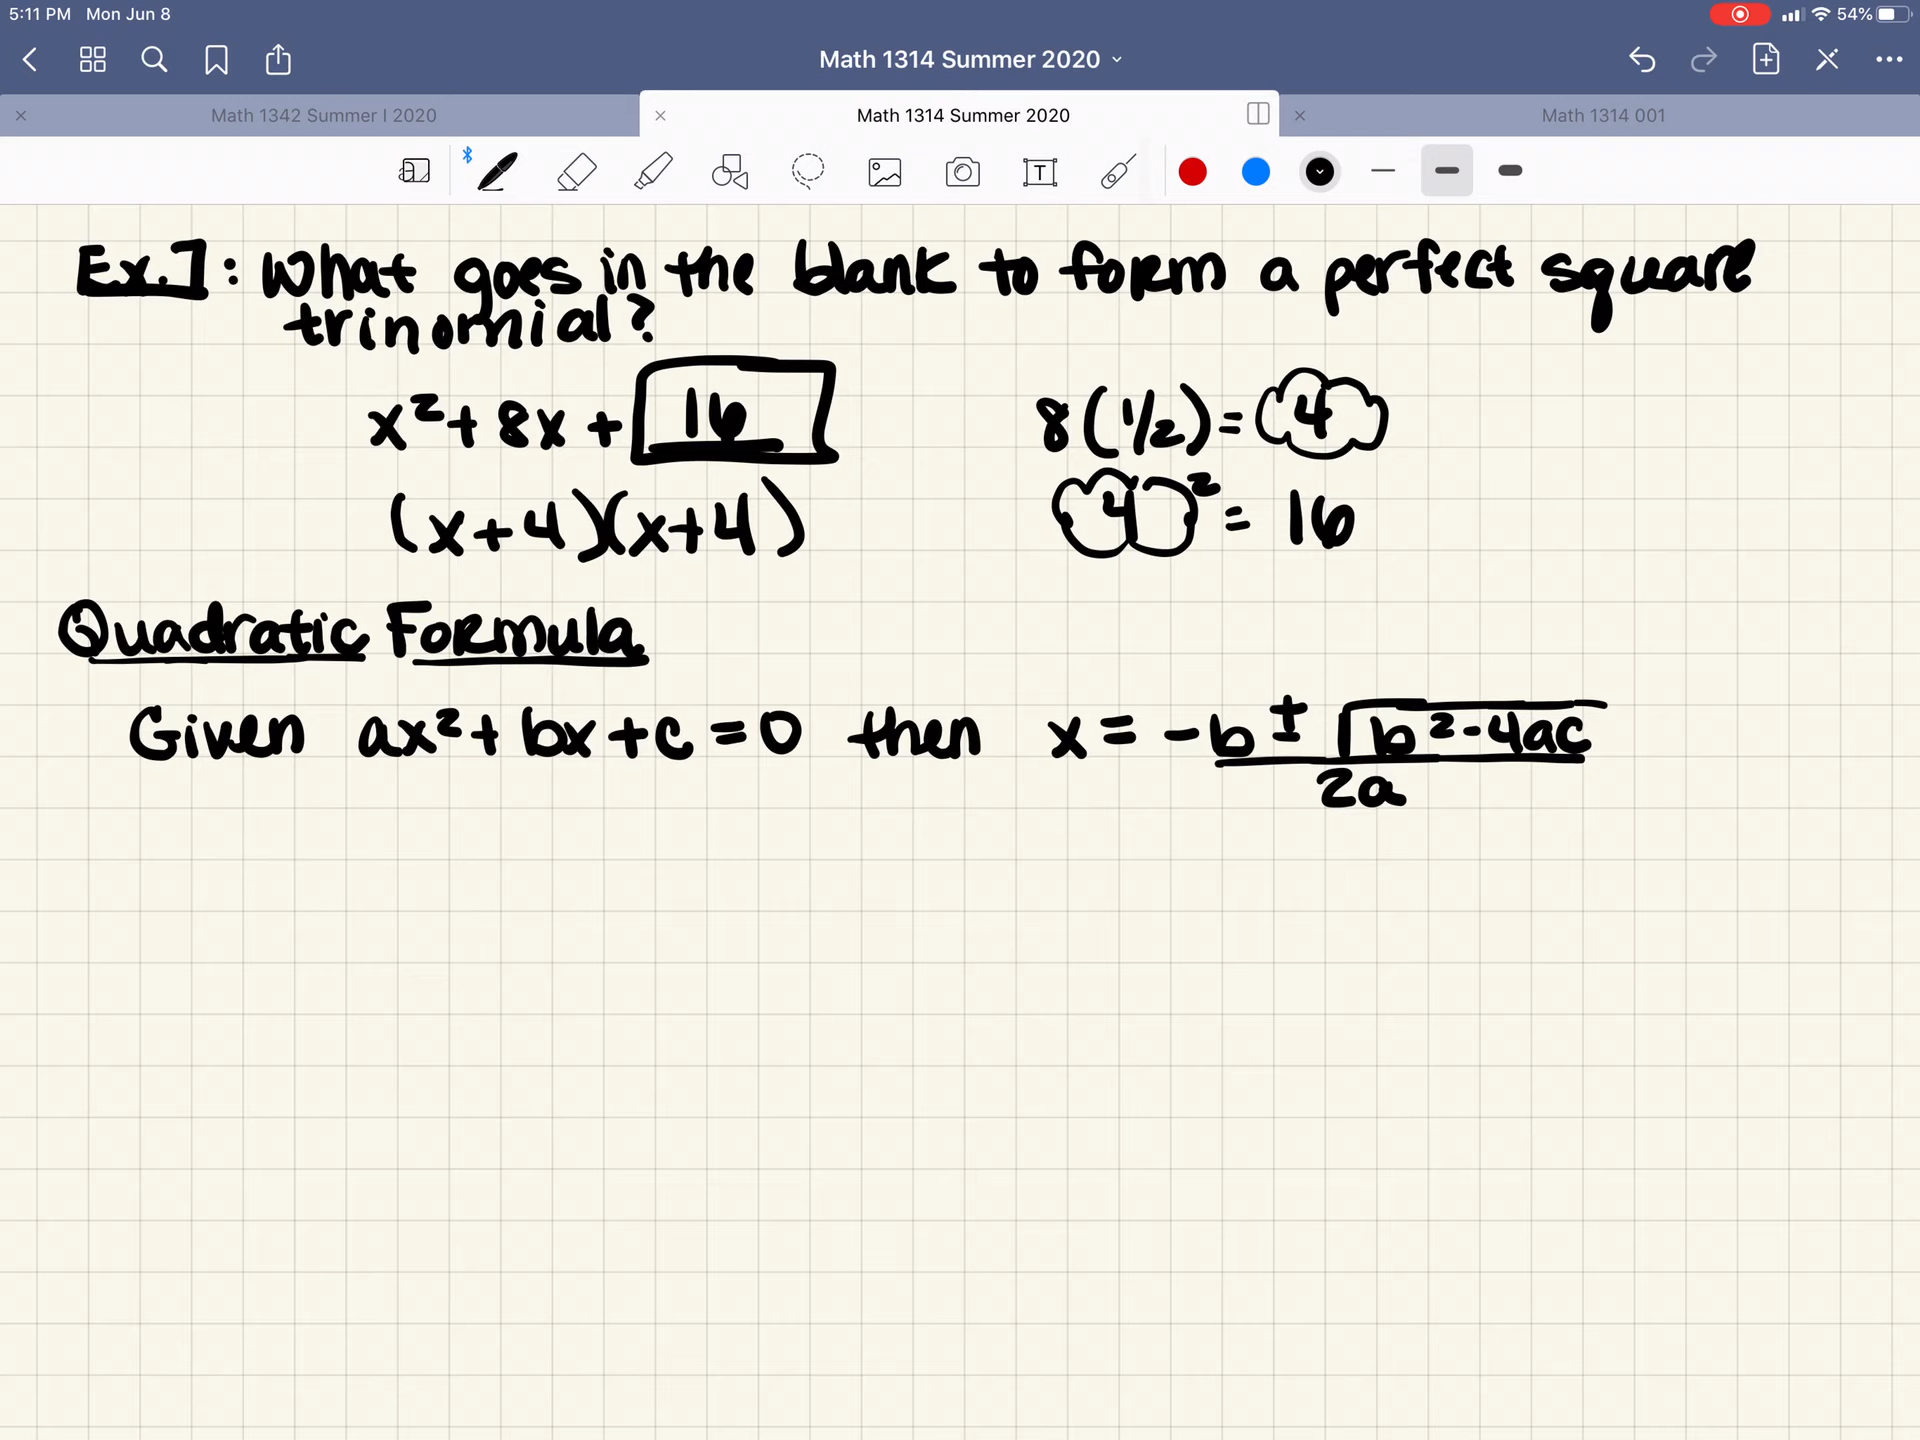 5:11 PM Mon Jun 8 54%
Math 1314 Summer 2020
Math 1342 Summer I 2020 Math 1314 Summer 2020 Math 1314 001
Ex.]: What goes in the blank to form a perfect square
trinomial?
x² + 8x + 16 8(1/2) = 4
(x+4)(x+4) (4)² = 16
Quadratic Formula
Given ax² + bx + c = 0 then x = -b ± √b²-4ac
2a